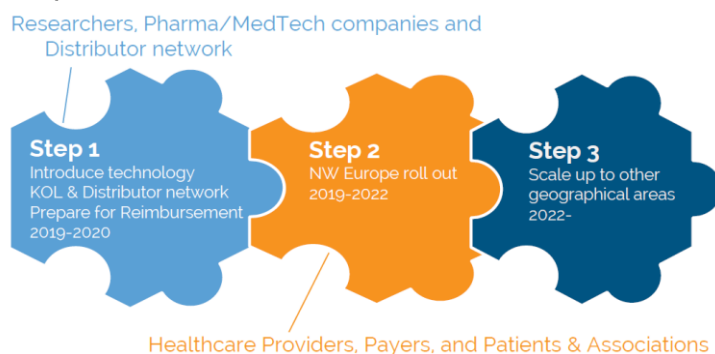 Researchers, Pharma/MedTech companies and
Distributor network
Step 1
Introduce technology
KOL & Distributor network
Prepare for Reimbursement
2019-2020
Step 2
NW Europe roll out
2019-2022
Step 3
Scale up to other
geographical areas
2022-
Healthcare Providers, Payers, and Patients & Associations